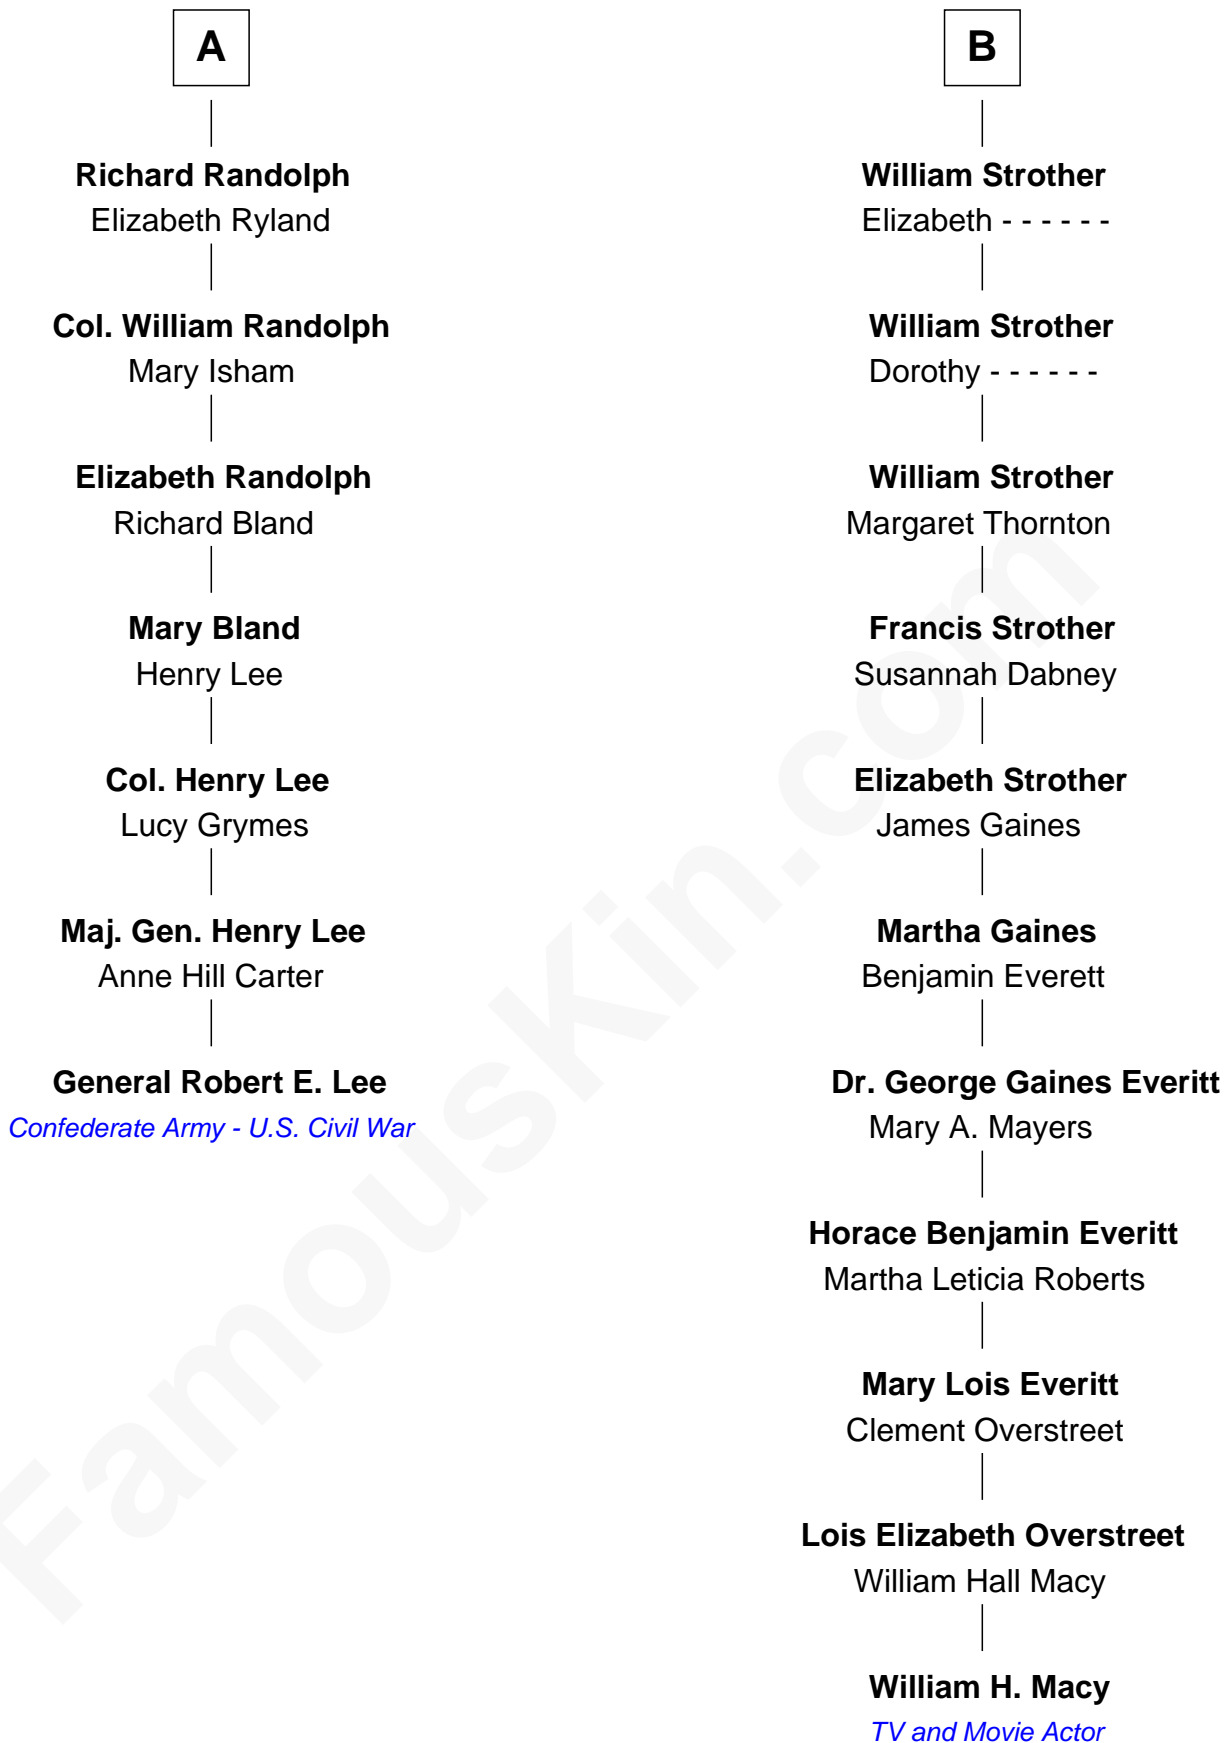 A
Richard Randolph
Elizabeth Ryland
Col. William Randolph
Mary Isham
Elizabeth Randolph
Richard Bland
Mary Bland
Henry Lee
Col. Henry Lee
Lucy Grymes
Maj. Gen. Henry Lee
Anne Hill Carter
General Robert E. Lee
Confederate Army - U.S. Civil War
B
William Strother
Elizabeth - - - - - -
William Strother
Dorothy - - - - - -
William Strother
Margaret Thornton
Francis Strother
Susannah Dabney
Elizabeth Strother
James Gaines
Martha Gaines
Benjamin Everett
Dr. George Gaines Everitt
Mary A. Mayers
Horace Benjamin Everitt
Martha Leticia Roberts
Mary Lois Everitt
Clement Overstreet
Lois Elizabeth Overstreet
William Hall Macy
William H. Macy
TV and Movie Actor
FamousKin.com